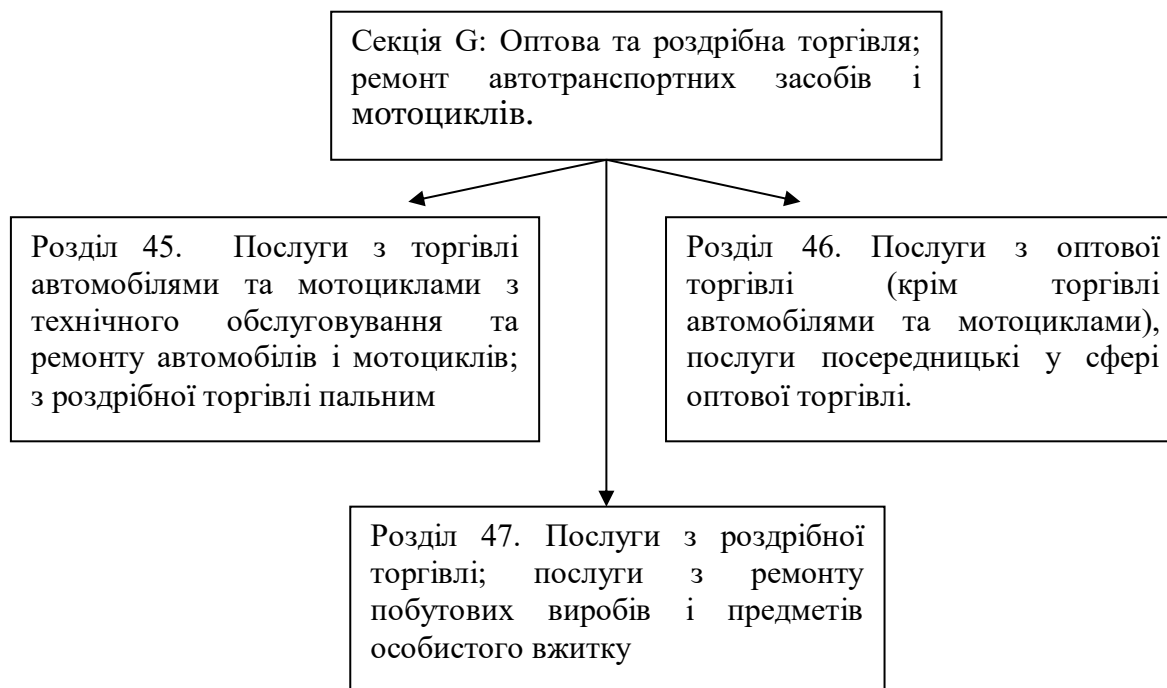 Секція G: Оптова та роздрібна торгівля;
ремонт автотранспортних засобів і
мотоциклів.
Розділ 45. Послуги з торгівлі
автомобілями та мотоциклами з
технічного обслуговування та
ремонту автомобілів і мотоциклів;
з роздрібної торгівлі пальним
Розділ 46. Послуги з оптової
торгівлі (крім торгівлі
автомобілями та мотоциклами),
послуги посередницькі у сфері
оптової торгівлі.
Розділ 47. Послуги з роздрібної
торгівлі; послуги з ремонту
побутових виробів і предметів
особистого вжитку